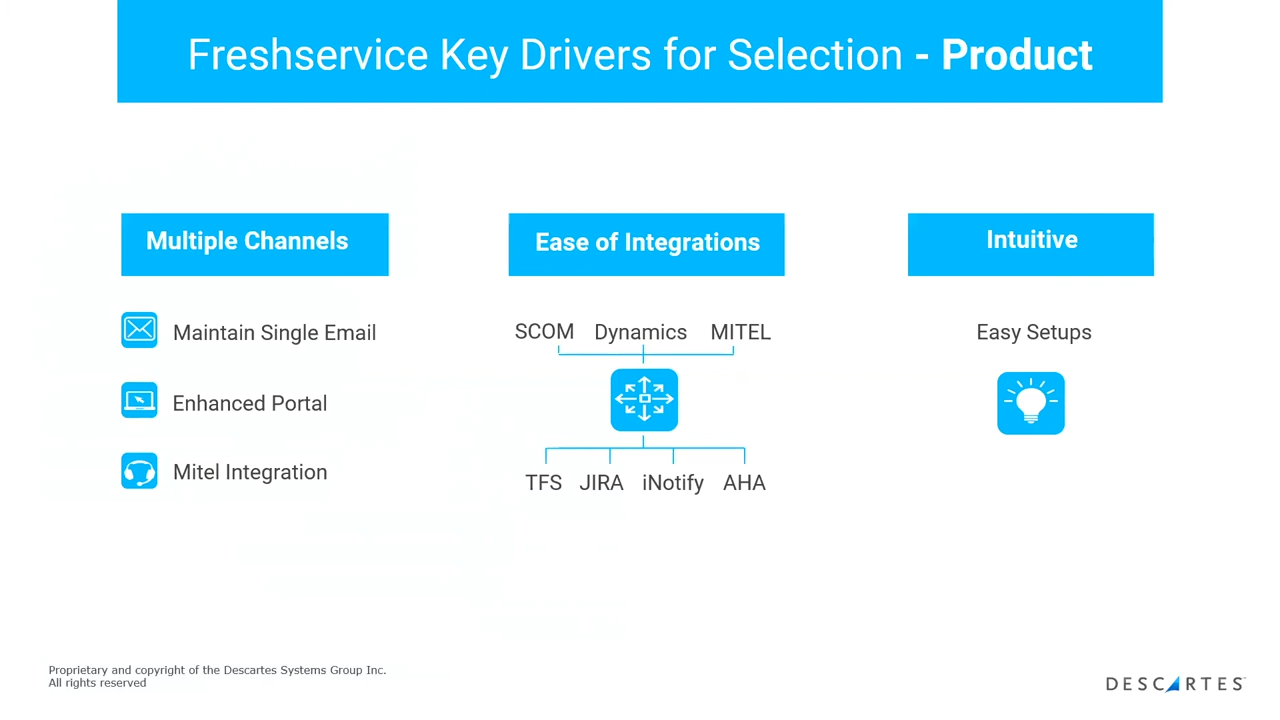 Freshservice Key Drivers for Selection - Product
Multiple Channels
Maintain Single Email
Enhanced Portal
Mitel Integration
Ease of Integrations
SCOM Dynamics MITEL
TFS JIRA iNotify AHA
Intuitive
Easy Setups
Proprietary and copyright of the Descartes Systems Group Inc.
All rights reserved
DESCARTES